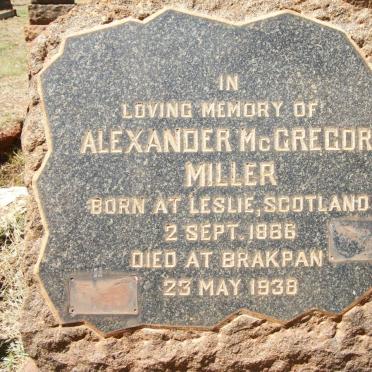 IN
LOVING MEMORY OF
ALEXANDER McGREGOR
MILLER
BORN AT LESLIE, SCOTLAND
2 SEPT. 1866
DIED AT BRAKPAN
23 MAY 1938